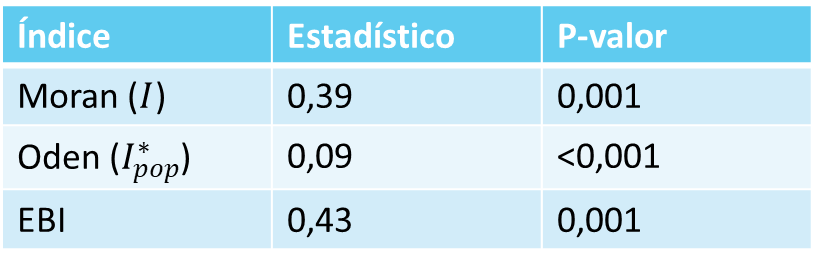 Índice Estadístico P-valor
Moran (I) 0,39 0,001
Oden (I*pop) 0,09 <0,001
EBI 0,43 0,001